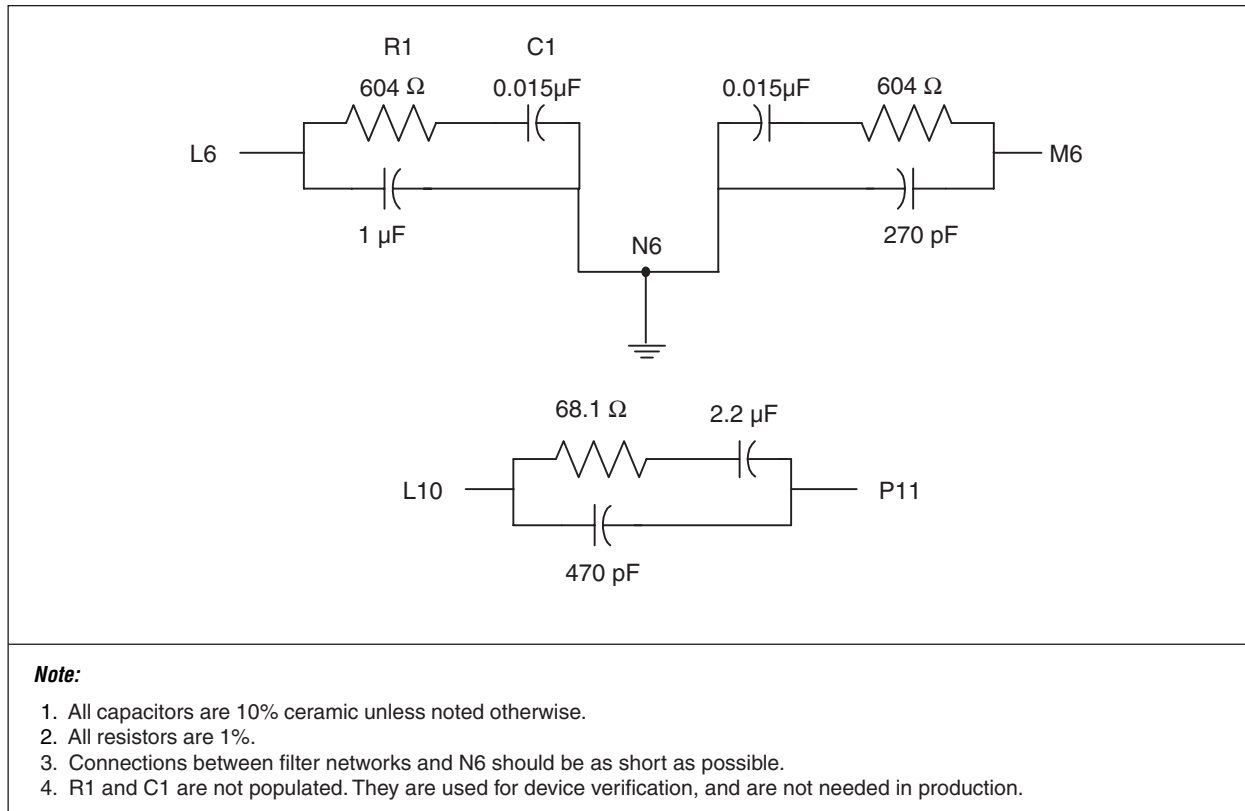 R1 C1
604 Ω 0.015µF 0.015µF 604 Ω
L6 M6
1 µF 270 pF
N6
68.1 Ω 2.2 µF
L10 P11
470 pF
Note:
1. All capacitors are 10% ceramic unless noted otherwise.
2. All resistors are 1%.
3. Connections between filter networks and N6 should be as short as possible.
4. R1 and C1 are not populated. They are used for device verification, and are not needed in production.